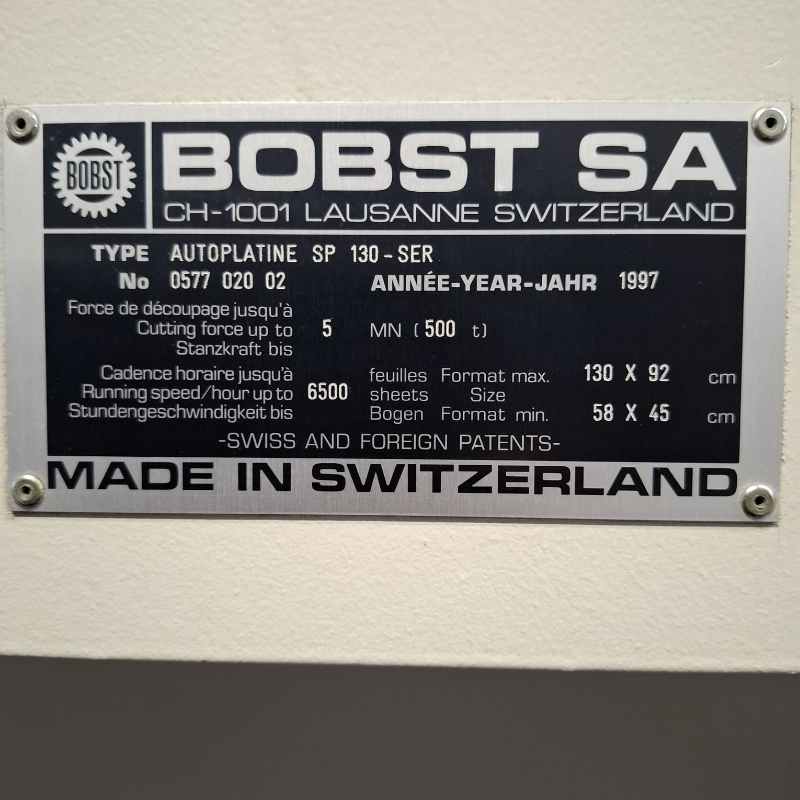 BOBST
BOBST SA
CH-1001 LAUSANNE SWITZERLAND
TYPE AUTOPLATINE SP 130-SER
No 0577 020 02 ANNÉE-YEAR-JAHR 1997
Force de découpage jusqu'à
Cutting force up to 5 MN (500 t)
Stanzkraft bis
Cadence horaire jusqu'à feuilles Format max. 130 X 92 cm
Running speed/hour up to 6500 sheets Size
Stundengeschwindigkeit bis Bogen Format min. 58 X 45 cm
-SWISS AND FOREIGN PATENTS-
MADE IN SWITZERLAND